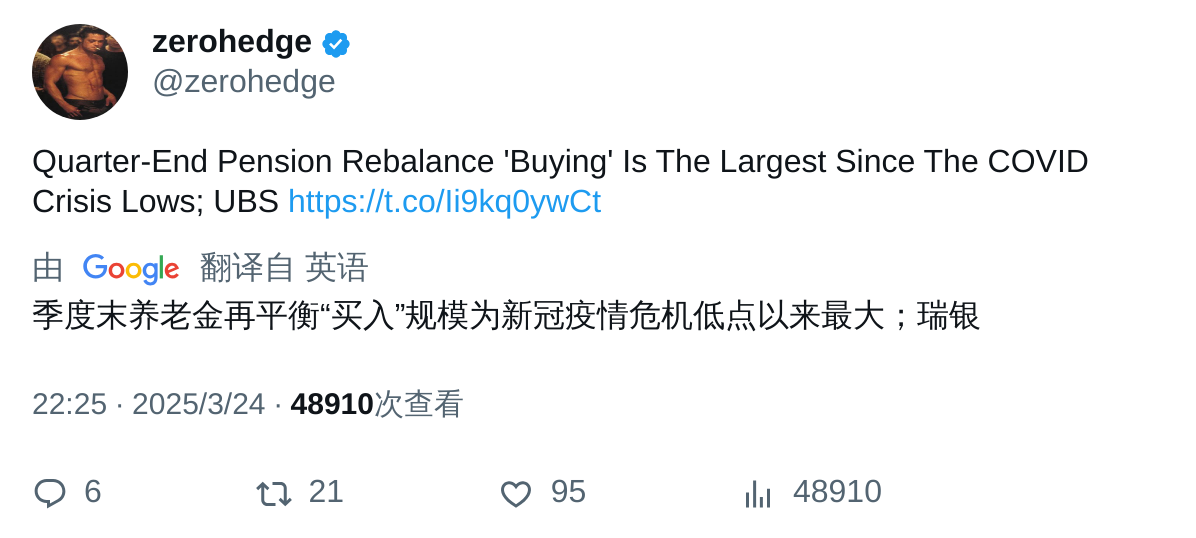 zerohedge
@zerohedge
Quarter-End Pension Rebalance 'Buying' Is The Largest Since The COVID
Crisis Lows; UBS https://t.co/Ii9kq0ywCt
由 Google 翻译自 英语
季度末养老金再平衡“买入”规模为新冠疫情危机低点以来最大；瑞银
22:25 · 2025/3/24 · 48910次查看
6 21 95 48910